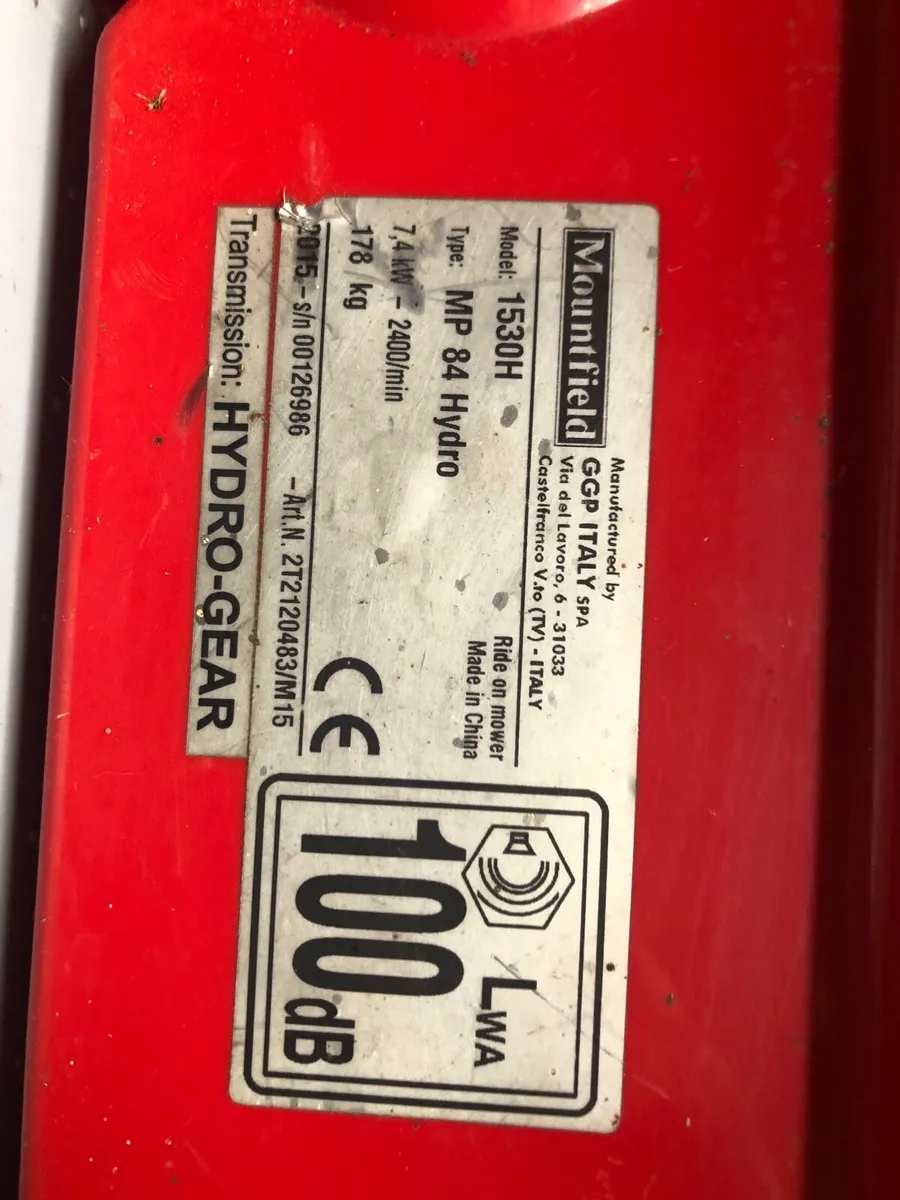 Mountfield
Manufactured by
GGP ITALY SPA
Via del Lavoro, 6 - 31033
Castelfranco V.to (TV) - ITALY
Model: 1530H
Ride on mower
Type: MP 84 Hydro
Made in China
7,4 kW - 2400/min
178 kg
CE
2015 - s/n 00126986 - Art.N. 2T2120483/M15
Transmission: HYDRO-GEAR
LWA
100 dB